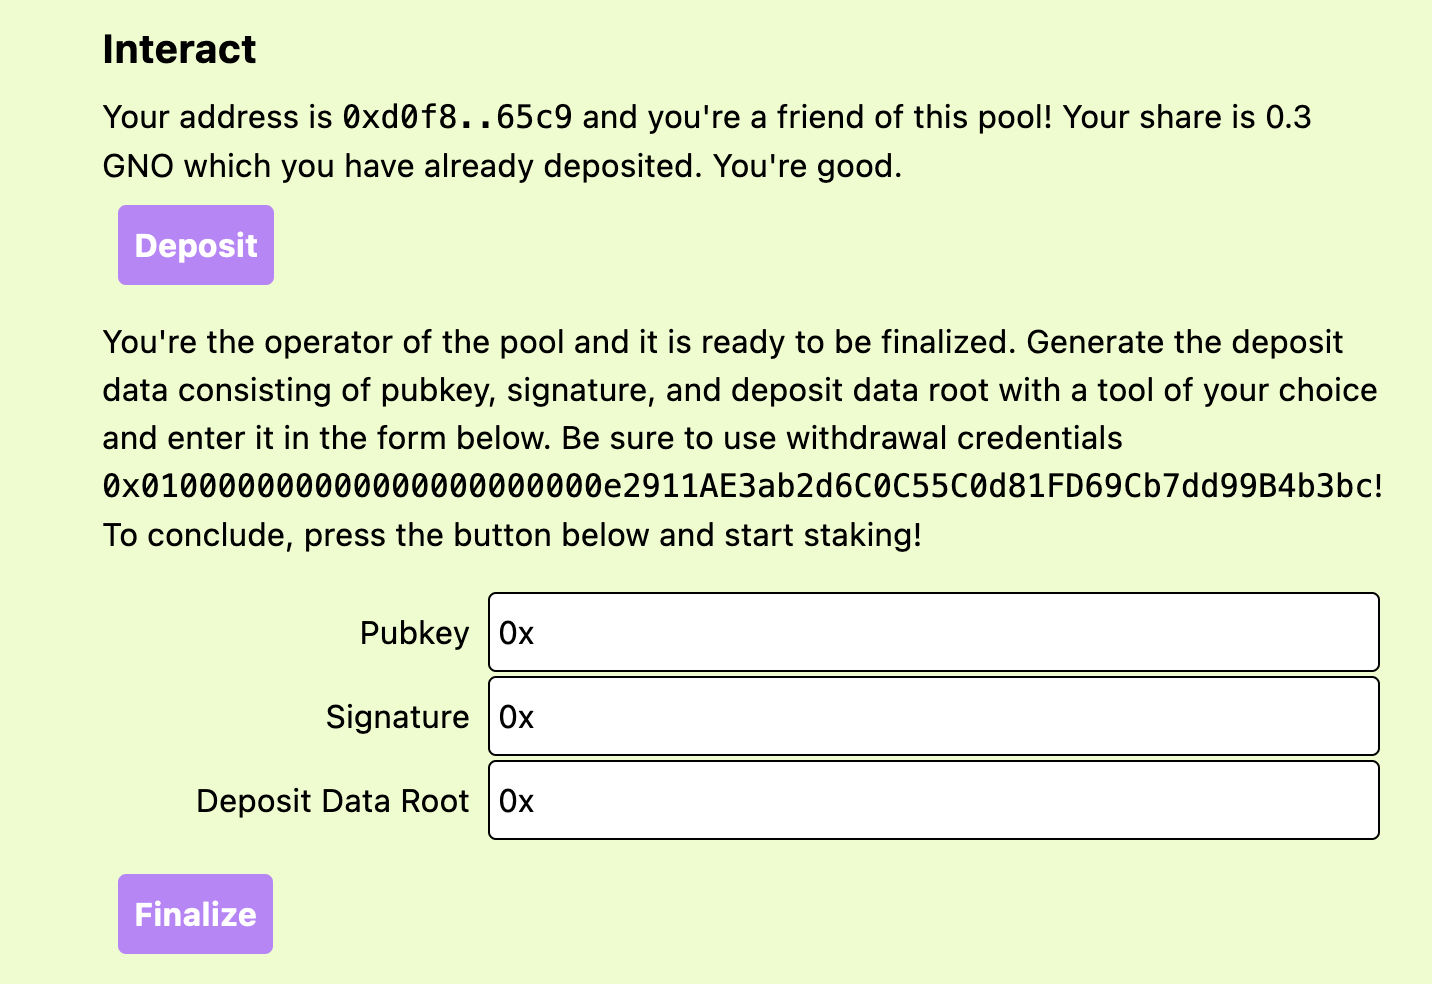 Interact
Your address is 0xd0f8..65c9 and you're a friend of this pool! Your share is 0.3
GNO which you have already deposited. You're good.
Deposit
You're the operator of the pool and it is ready to be finalized. Generate the deposit
data consisting of pubkey, signature, and deposit data root with a tool of your choice
and enter it in the form below. Be sure to use withdrawal credentials
0x010000000000000000000000e2911AE3ab2d6C0C55C0d81FD69Cb7dd99B4b3bc!
To conclude, press the button below and start staking!
Pubkey 0x
Signature 0x
Deposit Data Root 0x
Finalize